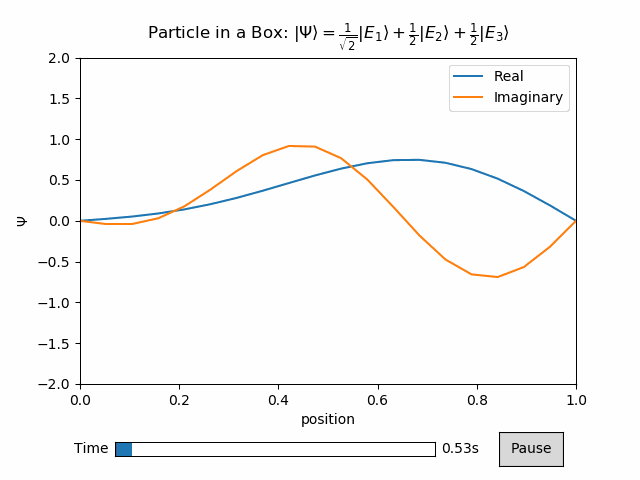 Particle in a Box: |Ψ⟩ = 1/√2|E₁⟩ + 1/2|E₂⟩ + 1/2|E₃⟩
Real
Imaginary
2.0
1.5
1.0
0.5
0.0
−0.5
−1.0
−1.5
−2.0
Ψ
0.0 0.2 0.4 0.6 0.8 1.0
position
Time 0.53s Pause